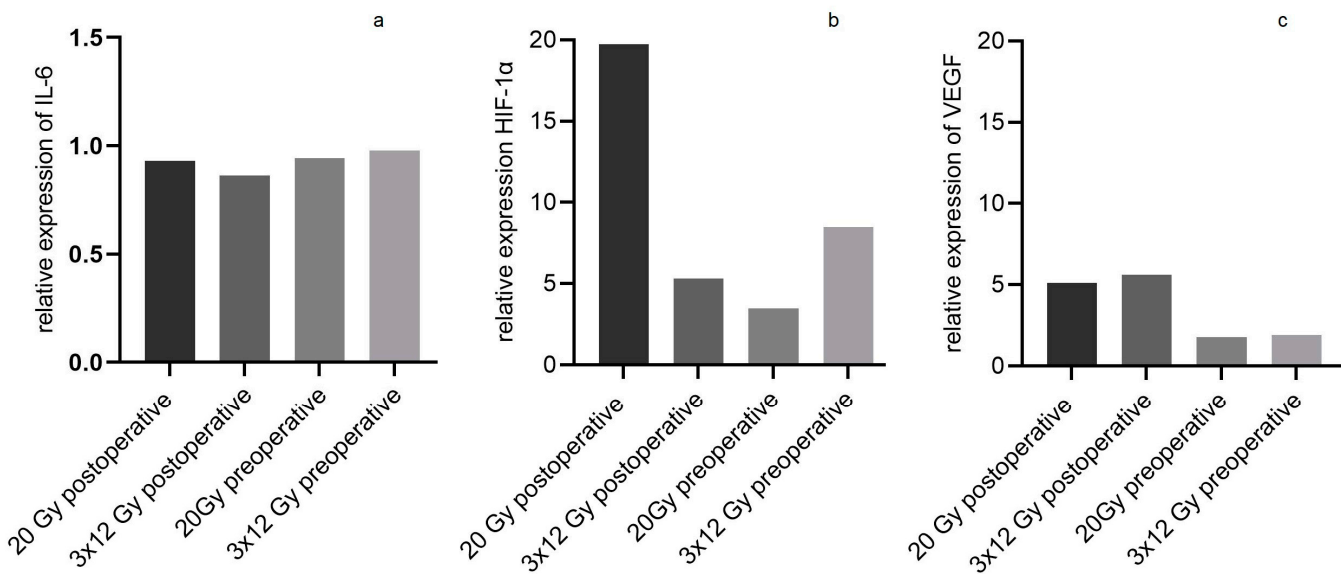 a
relative expression of IL-6
1.5
1.0
0.5
0.0
20 Gy postoperative
3x12 Gy postoperative
20Gy preoperative
3x12 Gy preoperative
b
relative expression HIF-1α
20
15
10
5
0
20 Gy postoperative
3x12 Gy postoperative
20Gy preoperative
3x12 Gy preoperative
c
relative expression of VEGF
20
15
10
5
0
20 Gy postoperative
3x12 Gy postoperative
20Gy preoperative
3x12 Gy preoperative